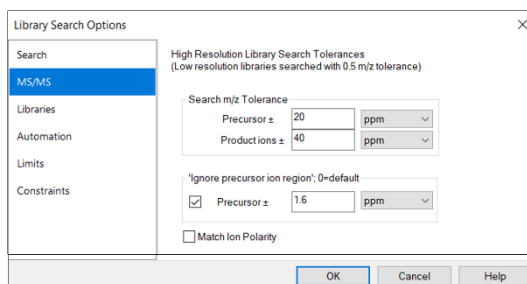 Library Search Options
Search
MS/MS
Libraries
Automation
Limits
Constraints
High Resolution Library Search Tolerances
(Low resolution libraries searched with 0.5 m/z tolerance)
Search m/z Tolerance
Precursor ± 20 ppm
Product ions ± 40 ppm
'Ignore precursor ion region'; 0=default
Precursor ± 1.6 ppm
Match Ion Polarity
OK Cancel Help